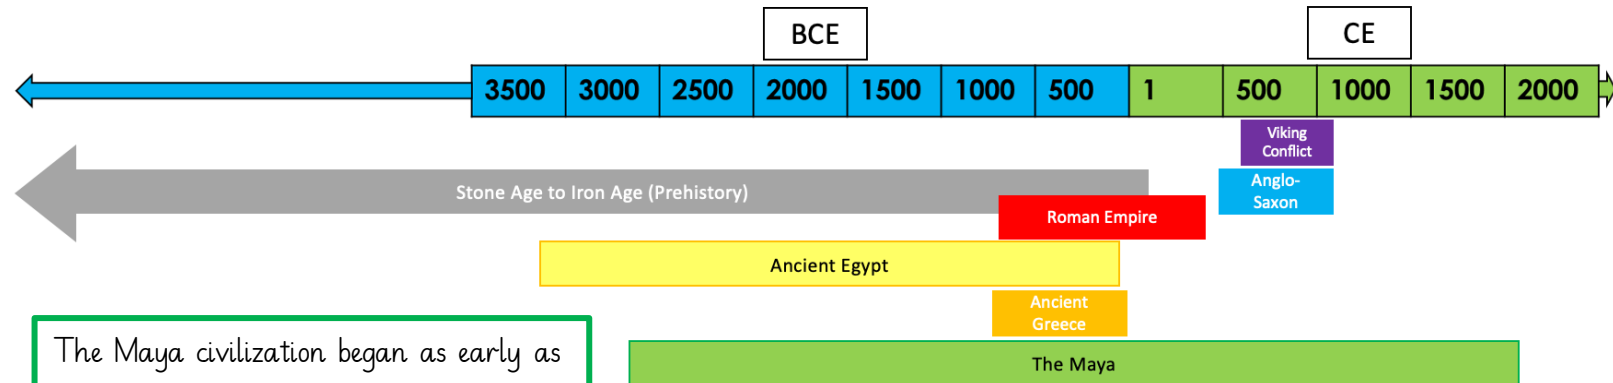 BCE
CE
3500 3000 2500 2000 1500 1000 500 1 500 1000 1500 2000
Viking
Conflict
Stone Age to Iron Age (Prehistory)
Anglo-
Saxon
Roman Empire
Ancient Egypt
Ancient
Greece
The Maya civilization began as early as
The Maya